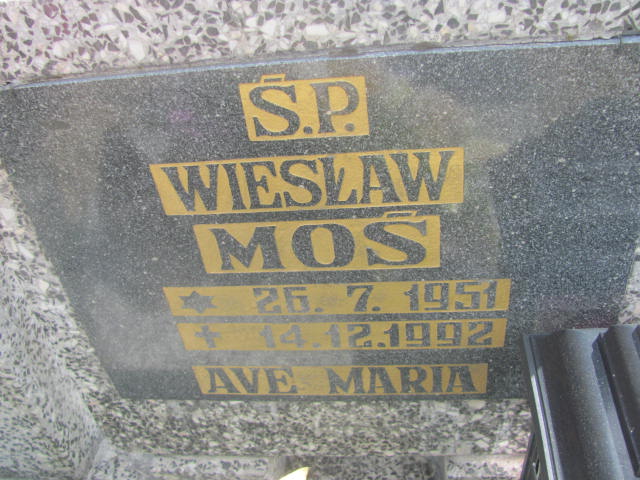 Ś.P.
WIESŁAW
MOŚ
✶ 26. 7. 1951
✝ 14.12.1992
AVE MARIA